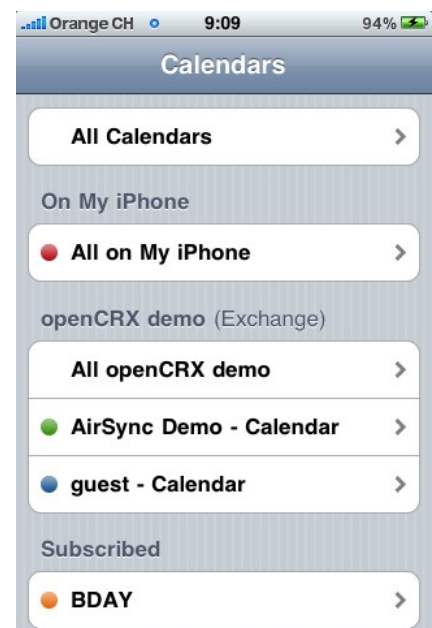 Orange CH 9:09 94%
Calendars
All Calendars
On My iPhone
All on My iPhone
openCRX demo (Exchange)
All openCRX demo
AirSync Demo - Calendar
guest - Calendar
Subscribed
BDAY